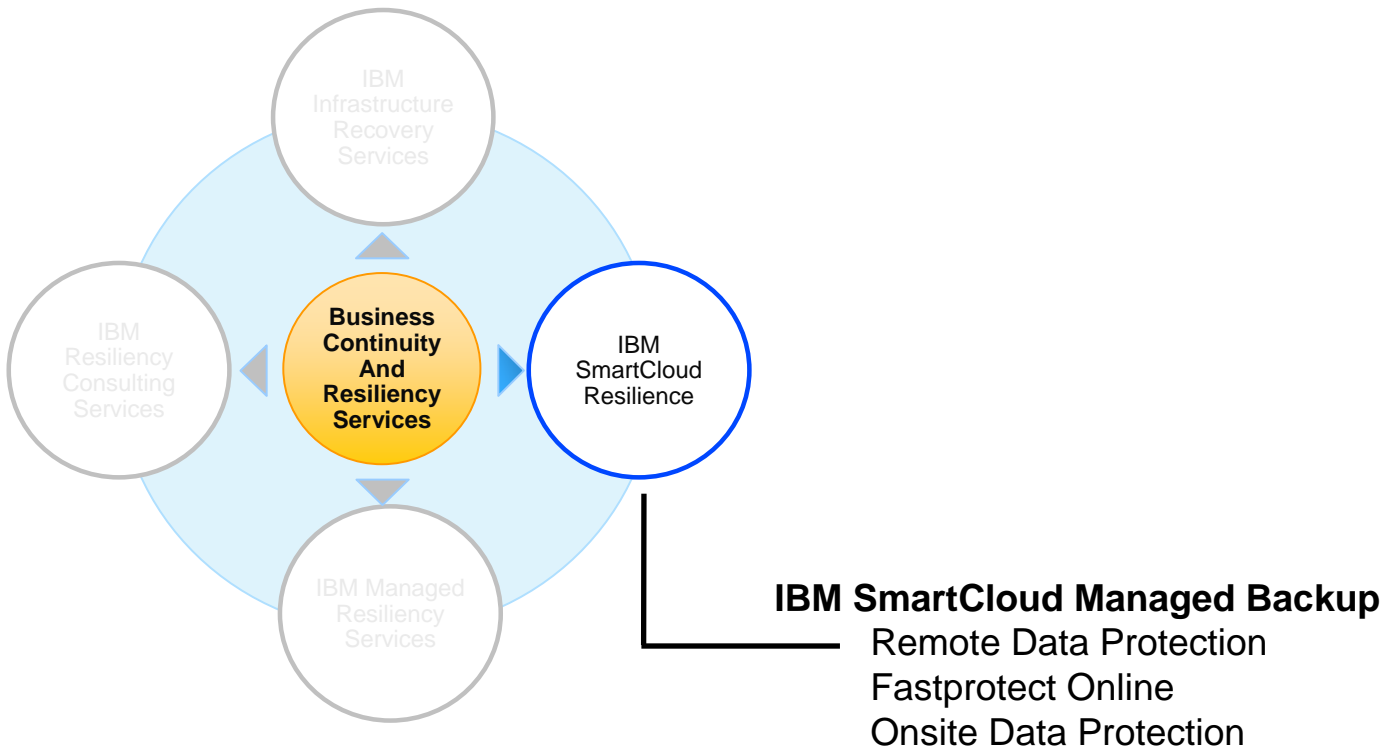 IBM
Infrastructure
Recovery
Services
IBM
Resiliency
Consulting
Services
Business
Continuity
And
Resiliency
Services
IBM
SmartCloud
Resilience
IBM Managed
Resiliency
Services
IBM SmartCloud Managed Backup
Remote Data Protection
Fastprotect Online
Onsite Data Protection